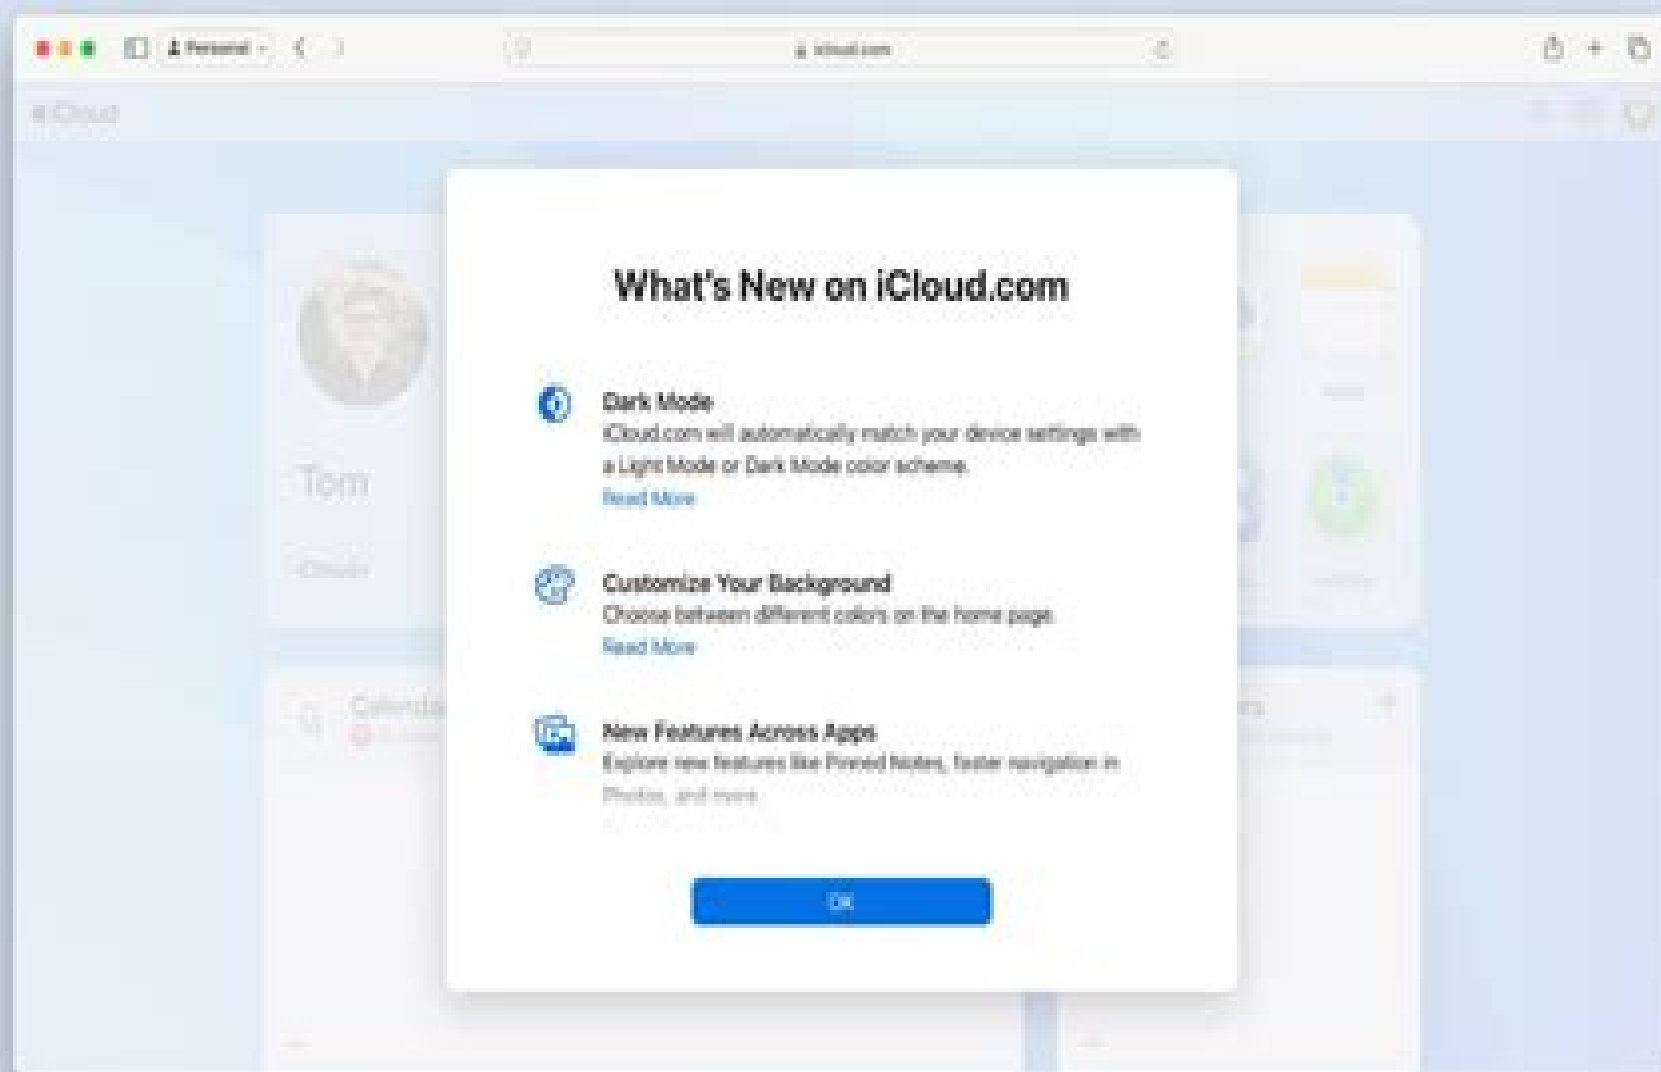 Personal
icloud.com
iCloud
What's New on iCloud.com
Dark Mode
iCloud.com will automatically match your device settings with
a Light Mode or Dark Mode color scheme.
Read More
Tom
iCloud+
Customize Your Background
Choose between different colors on the home page.
Read More
Calenda
New Features Across Apps
Explore new features like Pinned Notes, faster navigation in
Photos, and more.
OK